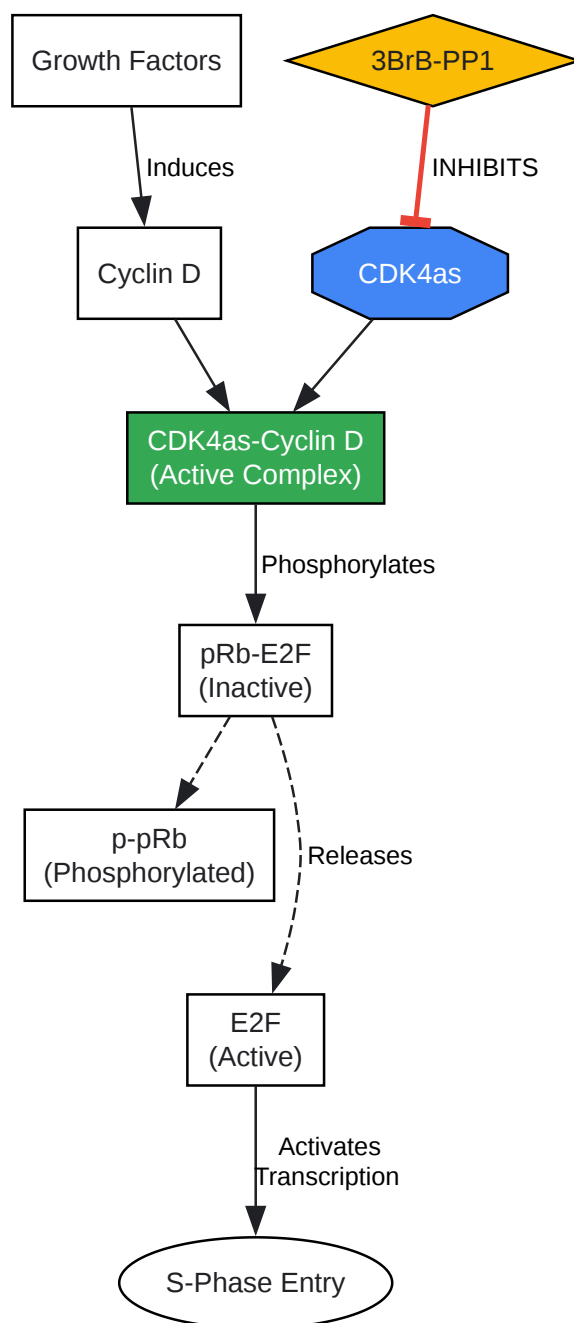 Growth Factors
3BrB-PP1
Induces
INHIBITS
Cyclin D
CDK4as
CDK4as-Cyclin D
(Active Complex)
Phosphorylates
pRb-E2F
(Inactive)
p-pRb
(Phosphorylated)
Releases
E2F
(Active)
Activates
Transcription
S-Phase Entry